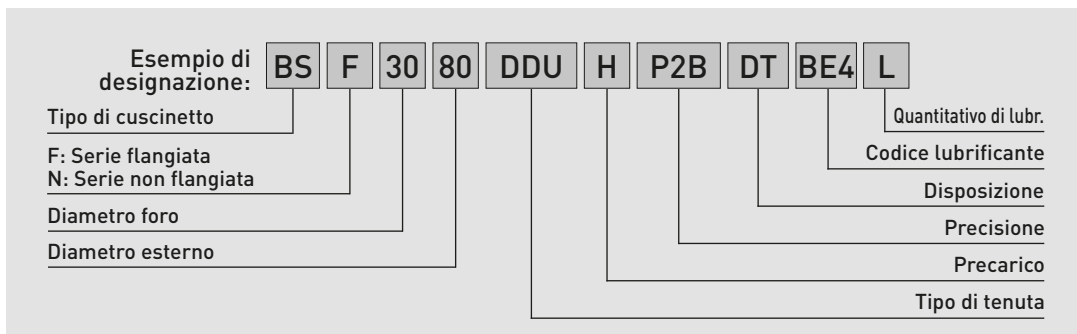 Esempio di
designazione:
BS F 30 80 DDU H P2B DT BE4 L
Tipo di cuscinetto
F: Serie flangiata
N: Serie non flangiata
Diametro foro
Diametro esterno
Quantitativo di lubr.
Codice lubrificante
Disposizione
Precisione
Precarico
Tipo di tenuta